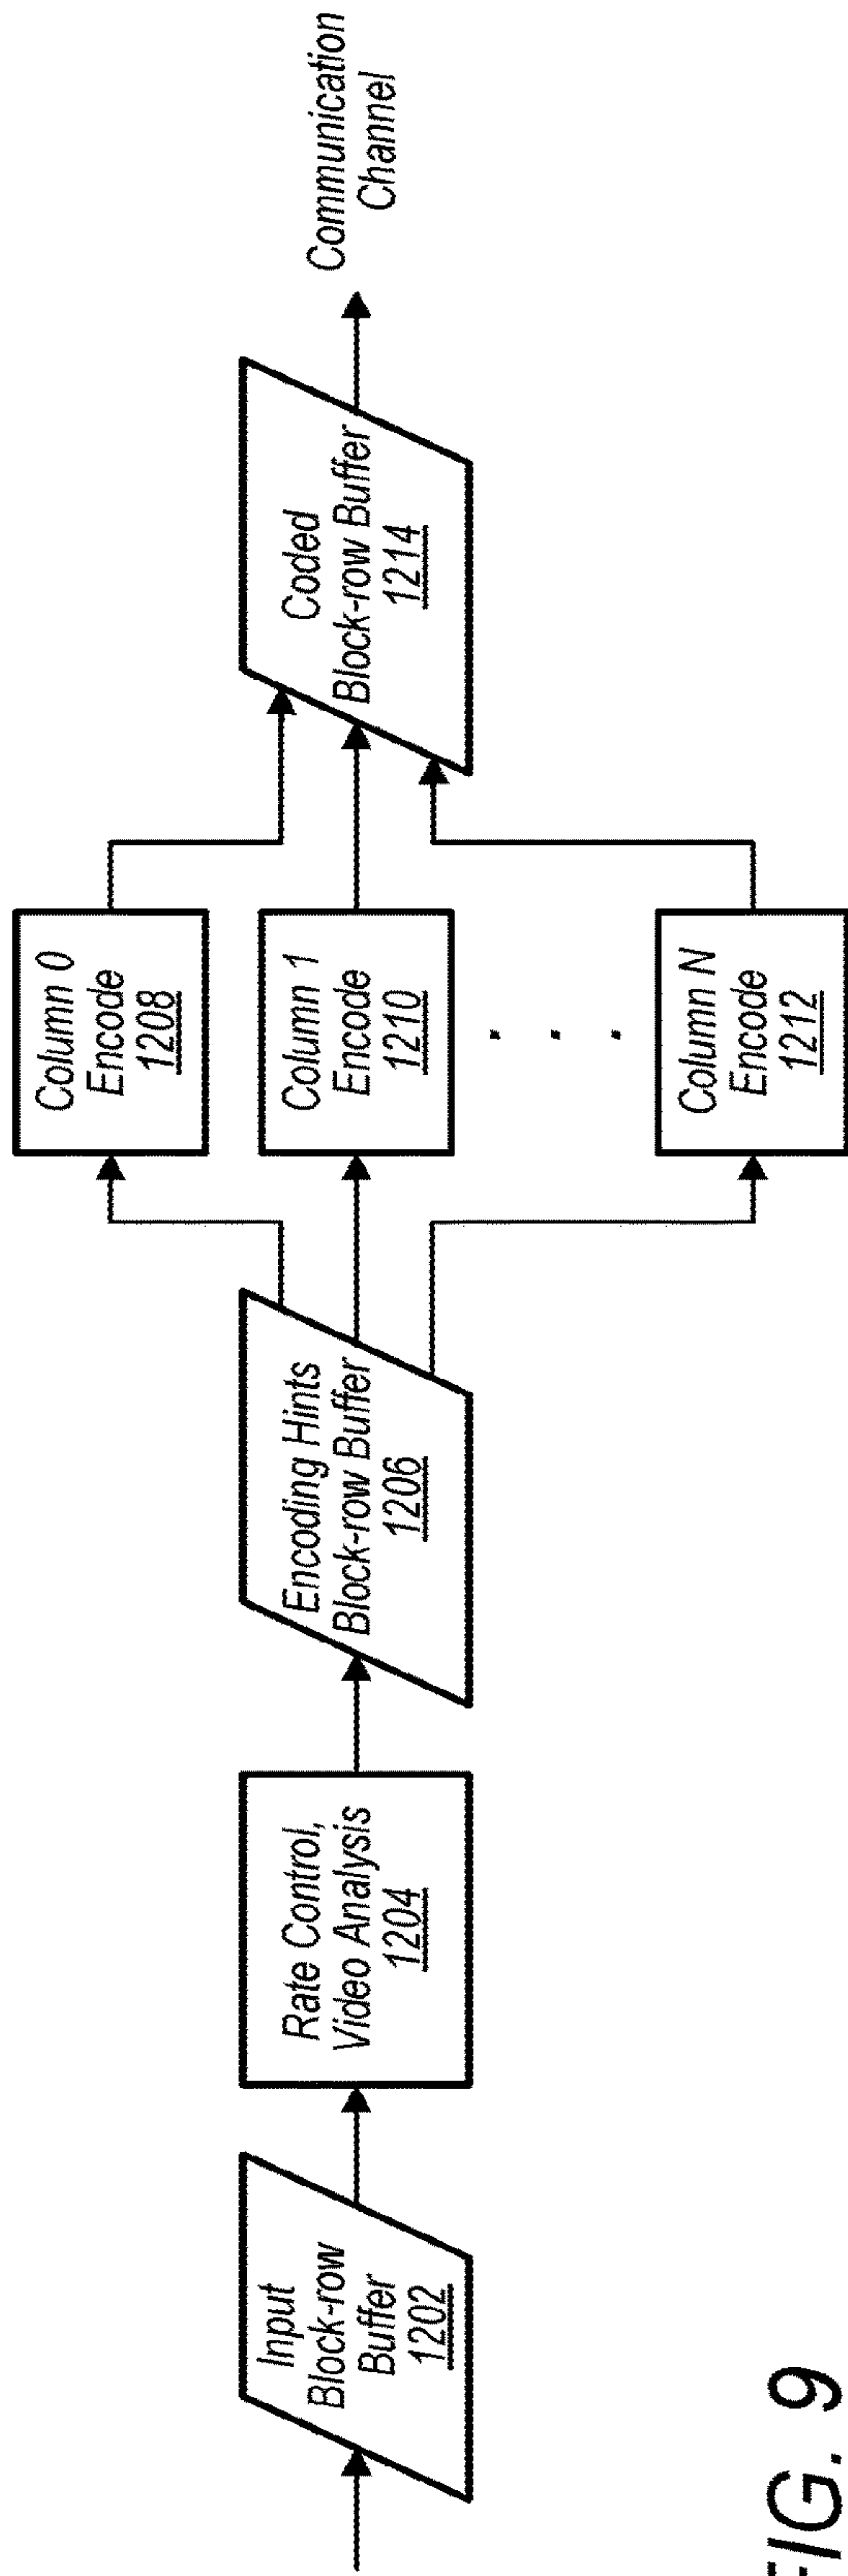 Input
Block-row
Buffer
1202
Rate Control,
Video Analysis
1204
Encoding Hints
Block-row Buffer
1206
Column 0
Encode
1208
Column 1
Encode
1210
. . .
Column N
Encode
1212
Coded
Block-row Buffer
1214
Communication
Channel
FIG. 9